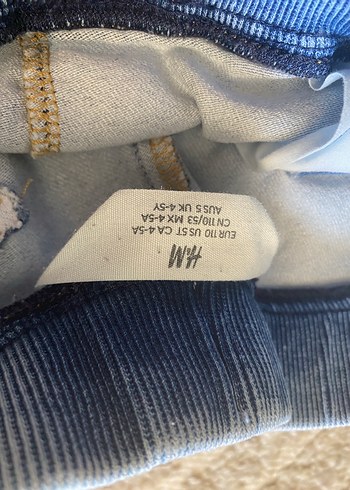 H&M
EUR 110 US 5T CA 4-5A
CN 110/53 MX 4-5A
AUS 5 UK 4-5Y